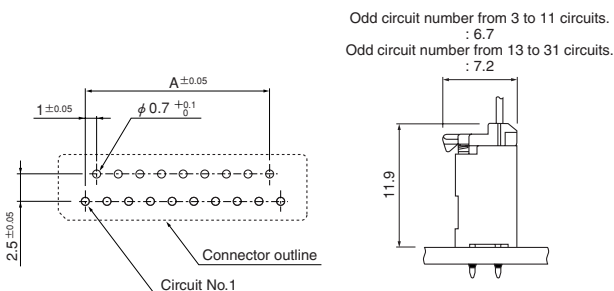 Odd circuit number from 3 to 11 circuits.
: 6.7
Odd circuit number from 13 to 31 circuits.
: 7.2
A±0.05
1±0.05
φ0.7 +0.1 0
11.9
2.5±0.05
Connector outline
Circuit No.1